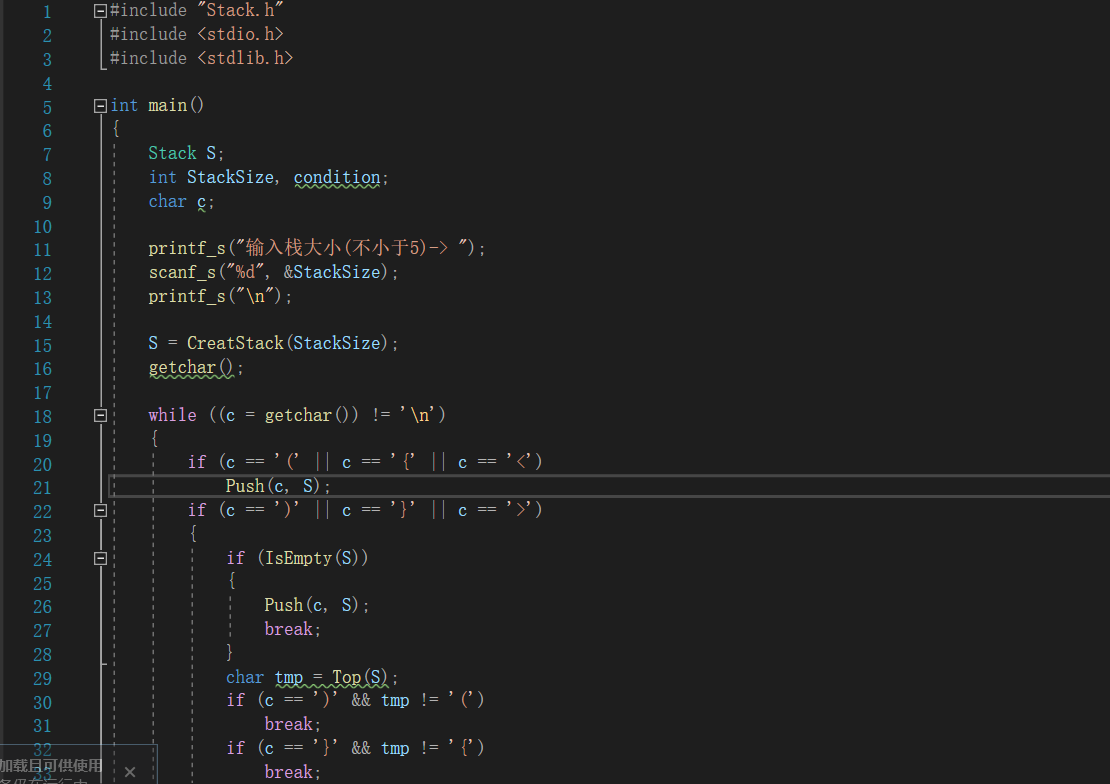 1 #include "Stack.h"
2 #include <stdio.h>
3 #include <stdlib.h>
4
5 int main()
6 {
7 Stack S;
8 int StackSize, condition;
9 char c;
10
11 printf_s("输入栈大小(不小于5)-> ");
12 scanf_s("%d", &StackSize);
13 printf_s("\n");
14
15 S = CreatStack(StackSize);
16 getchar();
17
18 while ((c = getchar()) != '\n')
19 {
20 if (c == '(' || c == '{' || c == '<')
21 Push(c, S);
22 if (c == ')' || c == '}' || c == '>')
23 {
24 if (IsEmpty(S))
25 {
26 Push(c, S);
27 break;
28 }
29 char tmp = Top(S);
30 if (c == ')' && tmp != '(')
31 break;
32 if (c == '}' && tmp != '{')
33 break;
加载且可供使用